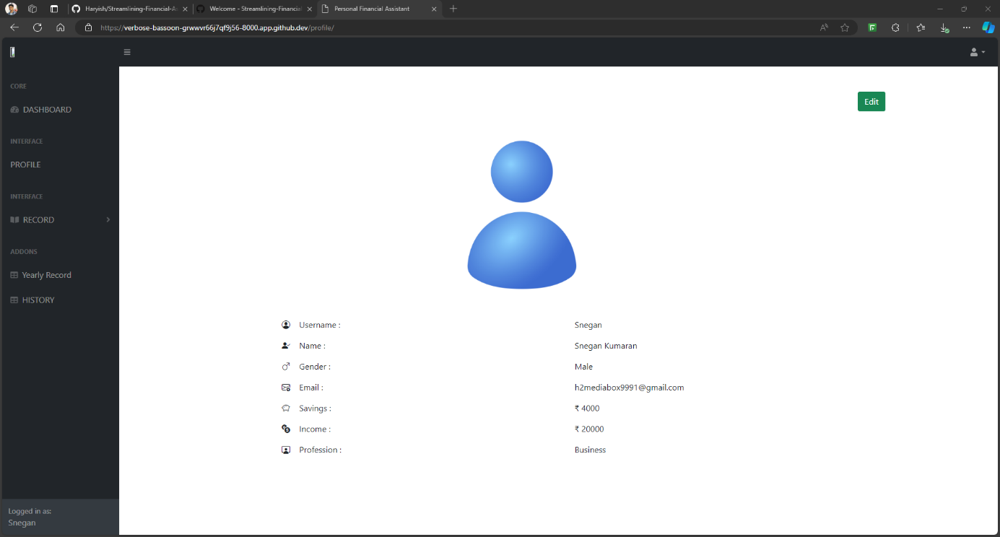 Haryish/Streamlining-Financial-As
Welcome - Streamlining-Financial
Personal Financial Assistant
https://verbose-bassoon-grwwvr66j7qf9j56-8000.app.github.dev/profile/
CORE
DASHBOARD
INTERFACE
PROFILE
INTERFACE
RECORD
ADDONS
Yearly Record
HISTORY
Logged in as:
Snegan
Edit
Username : Snegan
Name : Snegan Kumaran
Gender : Male
Email : h2mediabox9991@gmail.com
Savings : ₹ 4000
Income : ₹ 20000
Profession : Business